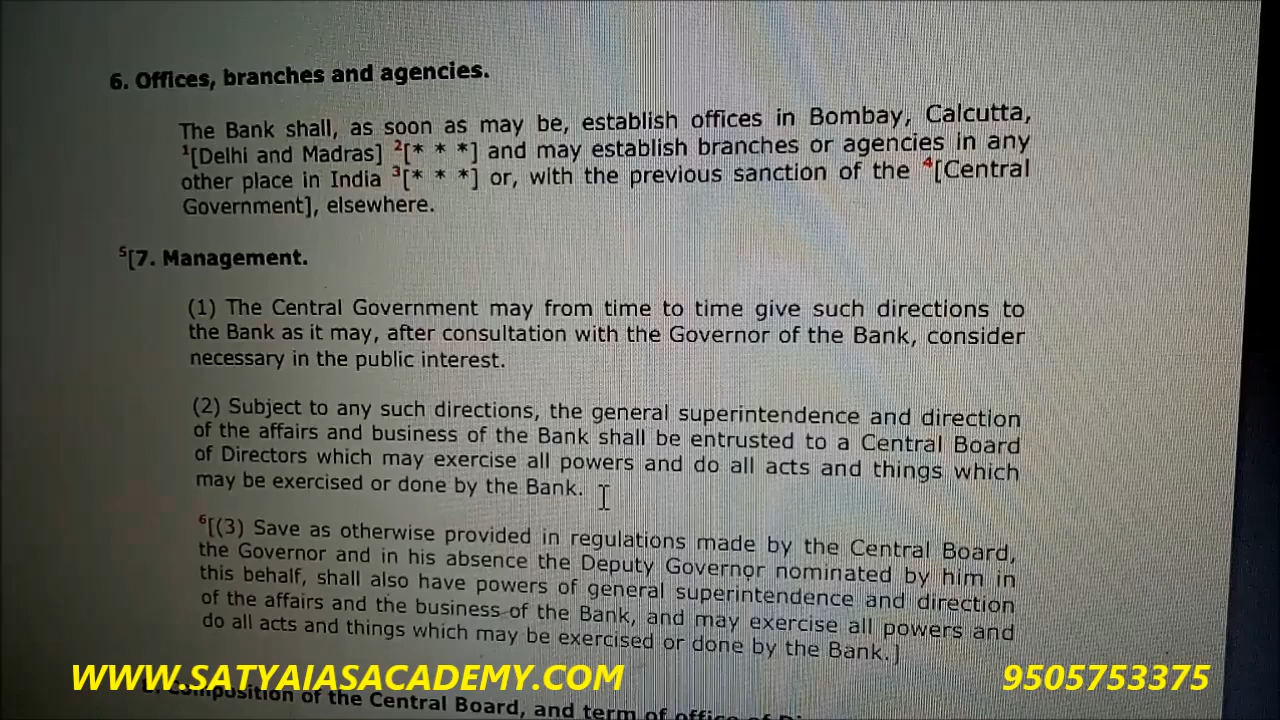 6. Offices, branches and agencies.
The Bank shall, as soon as may be, establish offices in Bombay, Calcutta,
1[Delhi and Madras] 2[* * *] and may establish branches or agencies in any
other place in India 3[* * *] or, with the previous sanction of the 4[Central
Government], elsewhere.
5[7. Management.
(1) The Central Government may from time to time give such directions to
the Bank as it may, after consultation with the Governor of the Bank, consider
necessary in the public interest.
(2) Subject to any such directions, the general superintendence and direction
of the affairs and business of the Bank shall be entrusted to a Central Board
of Directors which may exercise all powers and do all acts and things which
may be exercised or done by the Bank.
6[(3) Save as otherwise provided in regulations made by the Central Board,
the Governor and in his absence the Deputy Governor nominated by him in
this behalf, shall also have powers of general superintendence and direction
of the affairs and the business of the Bank, and may exercise all powers and
do all acts and things which may be exercised or done by the Bank.]
WWW.SATYAIASACADEMY.COM 9505753375
Composition of the Central Board, and term of office of